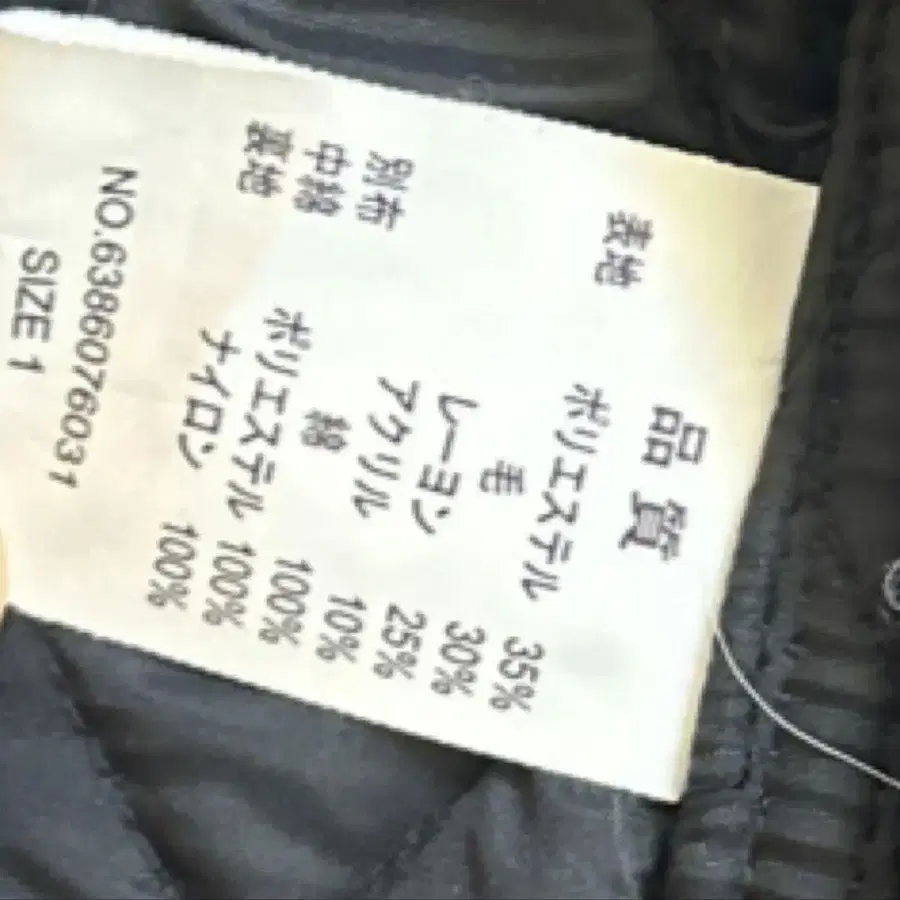 品質
表地 ポリエステル 35%
毛 30%
レーヨン 25%
アクリル 10%
別布 綿 100%
中綿 ポリエステル 100%
裏地 ナイロン 100%
NO.6386076031
SIZE 1